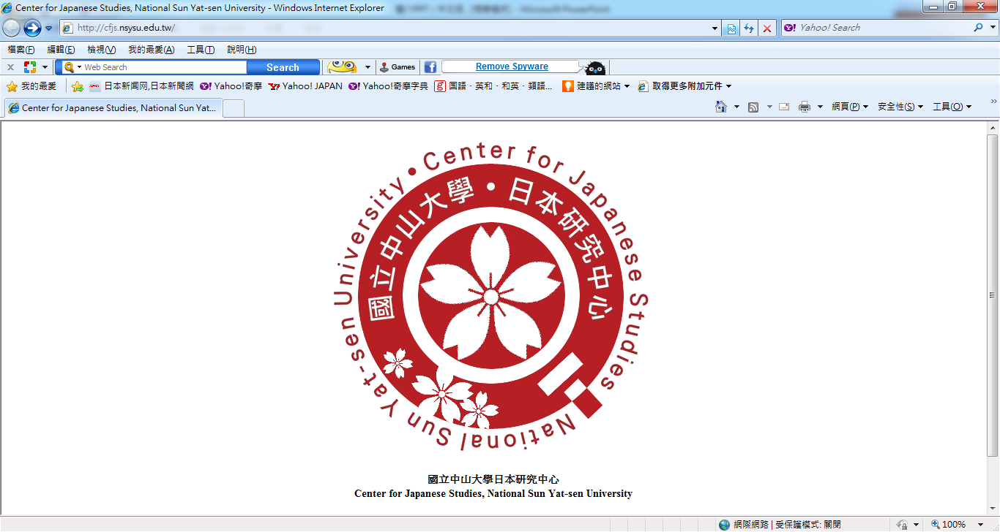 Center for Japanese Studies, National Sun Yat-sen University - Windows Internet Explorer
http://cfjs.nsysu.edu.tw/
Yahoo! Search
檔案(F) 編輯(E) 檢視(V) 我的最愛(A) 工具(T) 說明(H)
Web Search Search Games Remove Spyware
我的最愛 日本新闻网,日本新聞網 Yahoo!奇摩 Yahoo! JAPAN Yahoo!奇摩字典 国語・英和・和英・類語... 建議的網站 取得更多附加元件
Center for Japanese Studies, National Sun Yat... 網頁(P) 安全性(S) 工具(O)
National Sun Yat-sen University・Center for Japanese Studies
國立中山大學・日本研究中心
國立中山大學日本研究中心
Center for Japanese Studies, National Sun Yat-sen University
網際網路 | 受保護模式: 關閉 100%